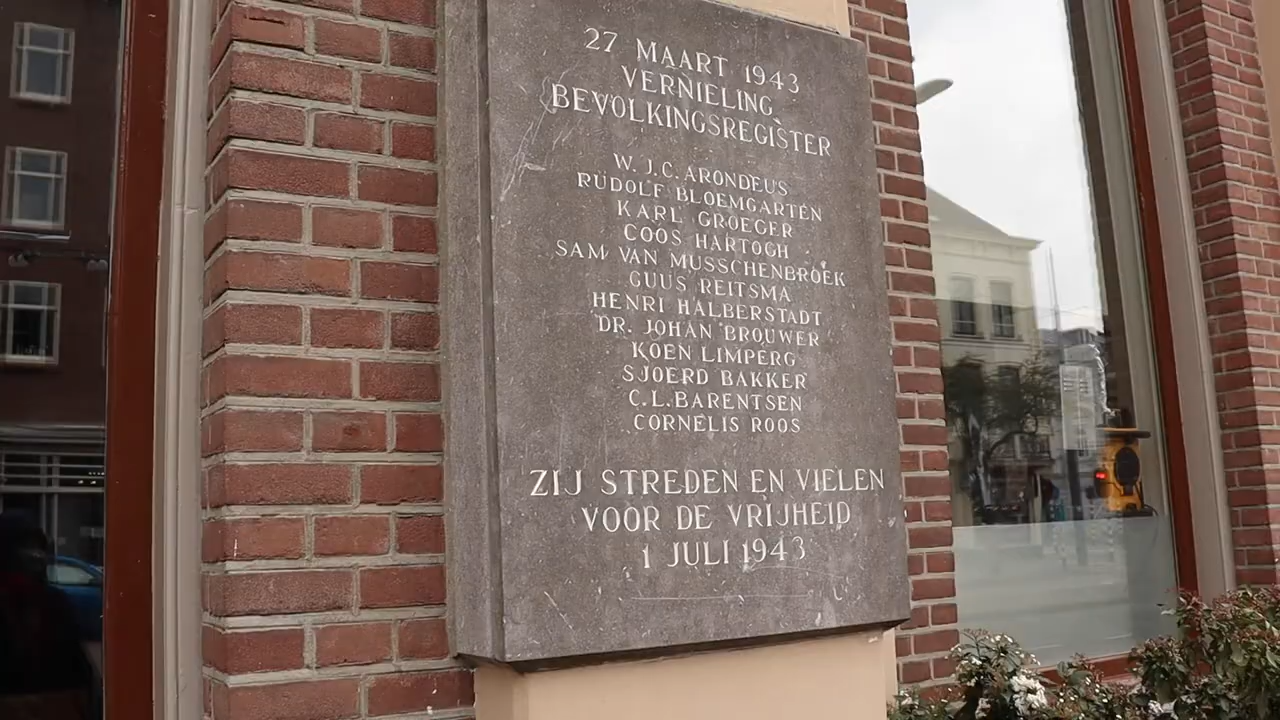 27 MAART 1943
VERNIELING
BEVOLKINGSREGISTER
W. J. C. ARONDEUS
RUDOLF BLOEMGARTEN
KARL GROEGER
COOS HARTOGH
SAM VAN MUSSCHENBROEK
GUUS REITSMA
HENRI HALBERSTADT
DR. JOHAN BROUWER
KOEN LIMPERG
SJOERD BAKKER
C. L. BARENTSEN
CORNELIS ROOS
ZIJ STREDEN EN VIELEN
VOOR DE VRIJHEID
1 JULI 1943